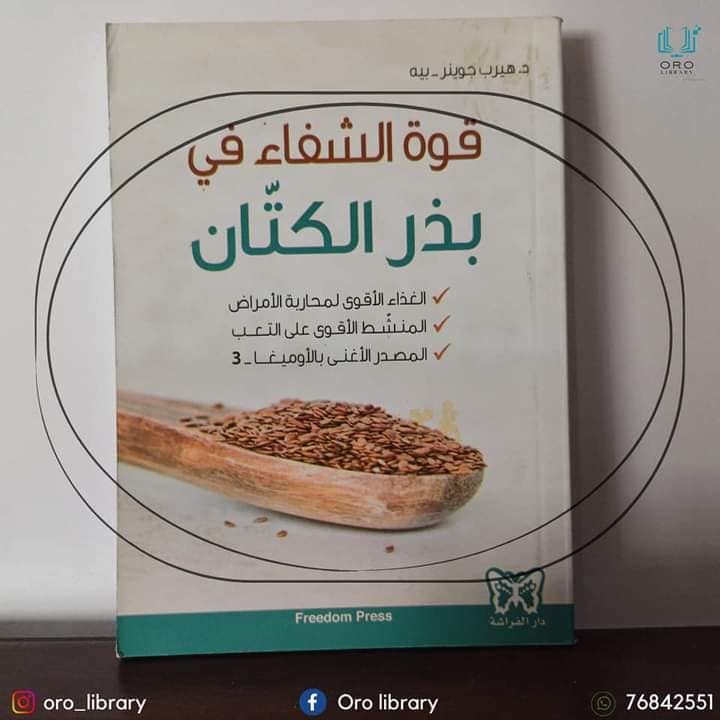 ORO
LIBRARY
د. هيرب جوينر - بيه
قوة الشفاء في
بذر الكتّان
✓ الغذاء الأقوى لمحاربة الأمراض
✓ المنشّط الأقوى على التعب
✓ المصدر الأغنى بالأوميغا - 3
دار الفراشة
Freedom Press
oro_library
Oro library
76842551